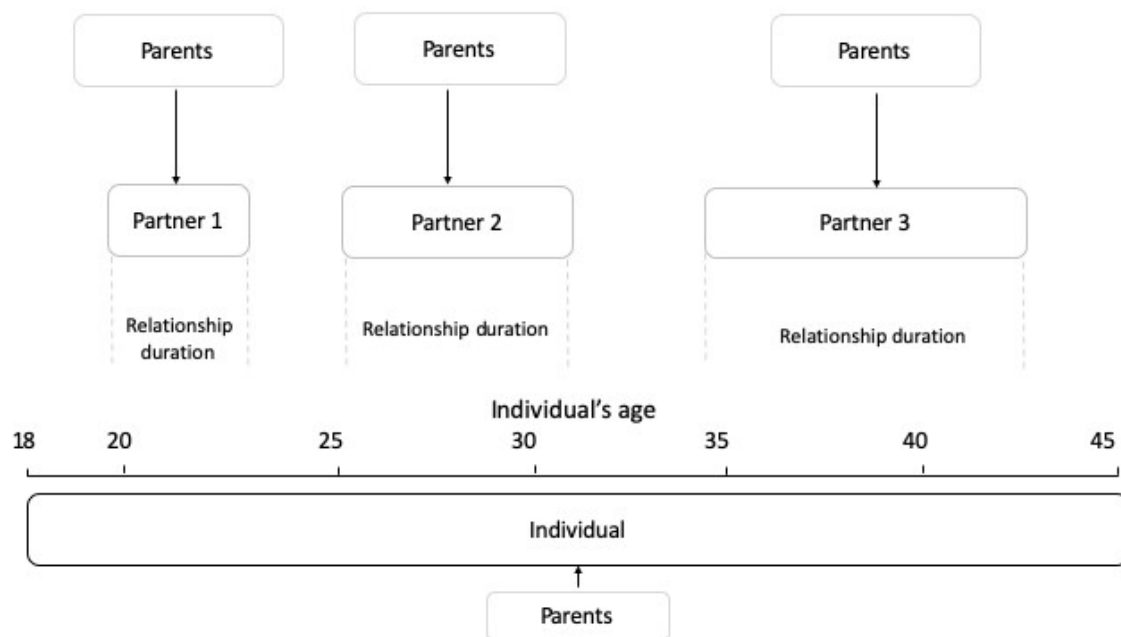 Parents
Parents
Parents
Partner 1
Partner 2
Partner 3
Relationship
duration
Relationship duration
Relationship duration
Individual's age
18 20 25 30 35 40 45
Individual
Parents